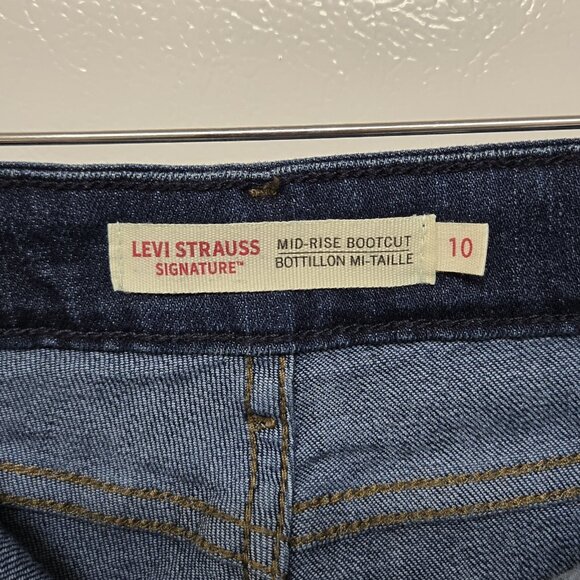 LEVI STRAUSS
SIGNATURE™
MID-RISE BOOTCUT
BOTTILLON MI-TAILLE
10